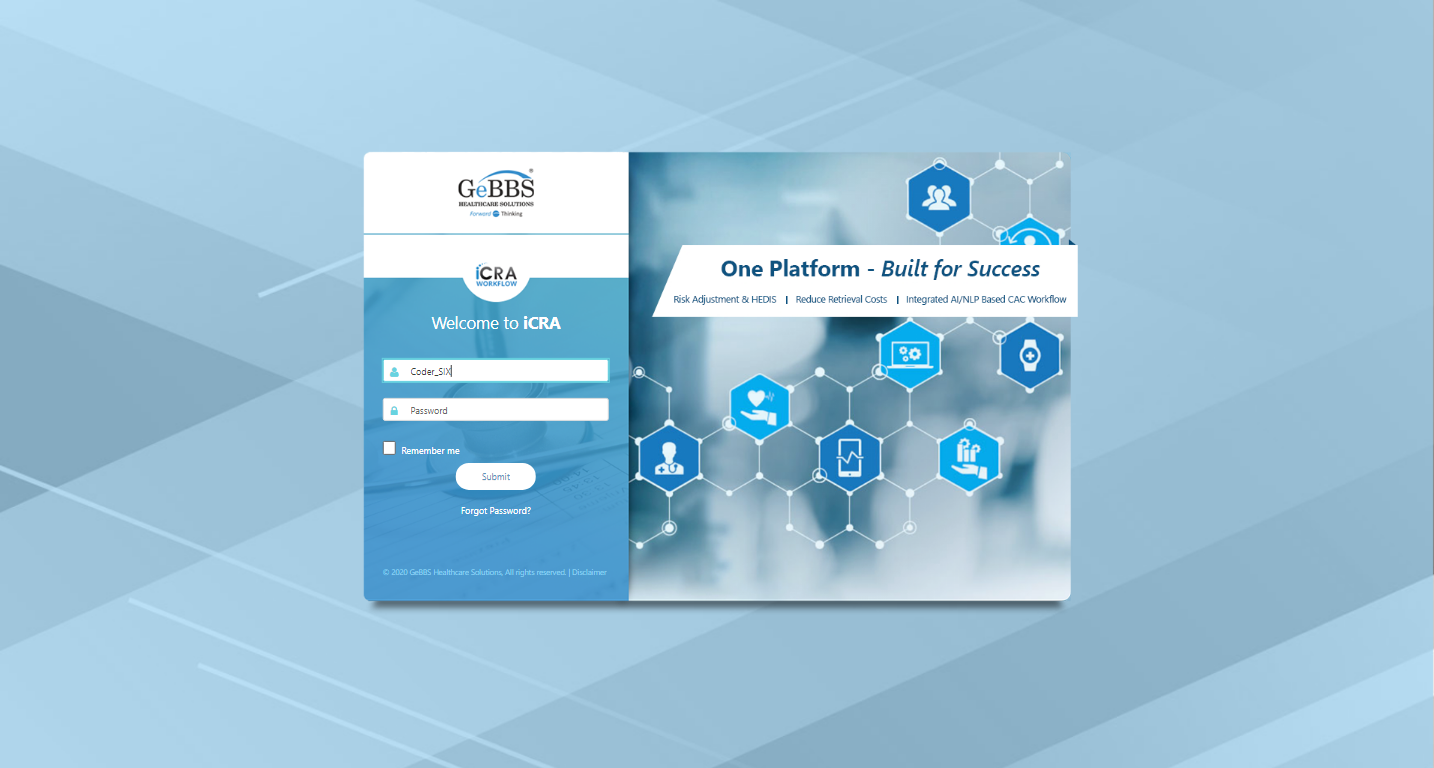 GeBBS®
HEALTHCARE SOLUTIONS
Forward Thinking
iCRA
WORKFLOW
Welcome to iCRA
Coder_SIX
Password
Remember me
Submit
Forgot Password?
© 2020 GeBBS Healthcare Solutions, All rights reserved. | Disclaimer
One Platform - Built for Success
Risk Adjustment & HEDIS | Reduce Retrieval Costs | Integrated AI/NLP Based CAC Workflow